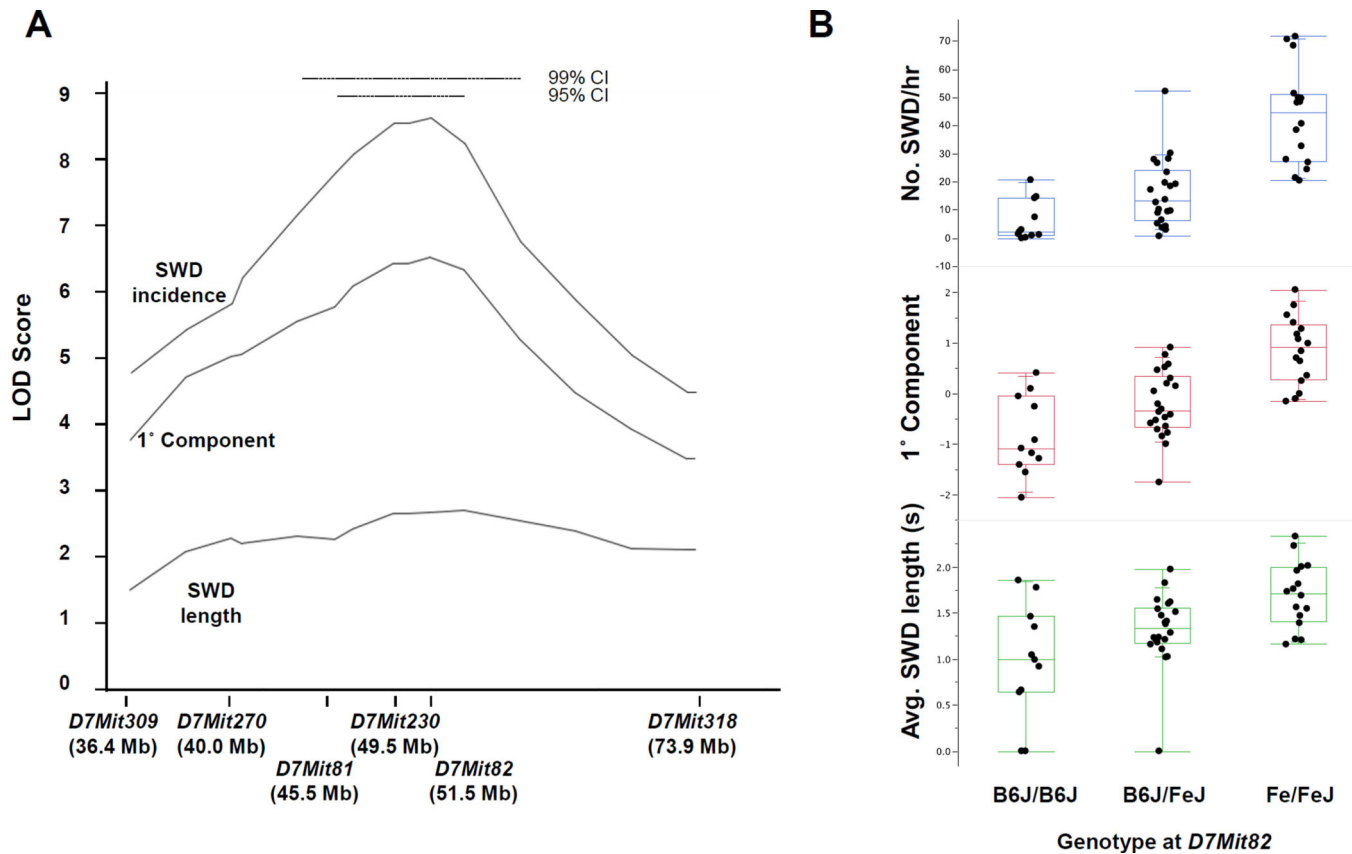 A
99% CI
95% CI
9
8
7
6
5
4
3
2
1
0
LOD Score
SWD
incidence
1˚ Component
SWD
length
D7Mit309
(36.4 Mb)
D7Mit270
(40.0 Mb)
D7Mit81
(45.5 Mb)
D7Mit230
(49.5 Mb)
D7Mit82
(51.5 Mb)
D7Mit318
(73.9 Mb)
B
No. SWD/hr
70
60
50
40
30
20
10
0
-10
1˚ Component
2
1
0
-1
-2
Avg. SWD length (s)
2.0
1.5
1.0
0.5
0.0
B6J/B6J
B6J/FeJ
Fe/FeJ
Genotype at D7Mit82